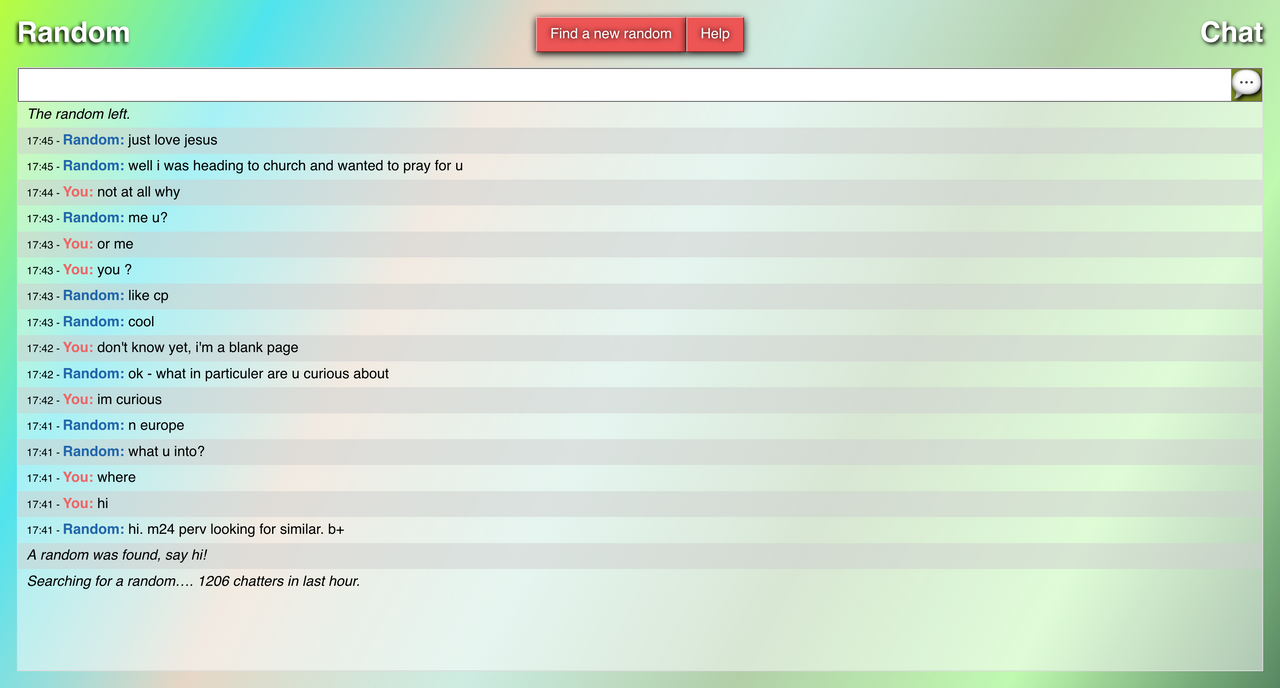 Random
Find a new random
Help
Chat
The random left.
17:45 - Random: just love jesus
17:45 - Random: well i was heading to church and wanted to pray for u
17:44 - You: not at all why
17:43 - Random: me u?
17:43 - You: or me
17:43 - You: you ?
17:43 - Random: like cp
17:43 - Random: cool
17:42 - You: don't know yet, i'm a blank page
17:42 - Random: ok - what in particuler are u curious about
17:42 - You: im curious
17:41 - Random: n europe
17:41 - Random: what u into?
17:41 - You: where
17:41 - You: hi
17:41 - Random: hi. m24 perv looking for similar. b+
A random was found, say hi!
Searching for a random…. 1206 chatters in last hour.